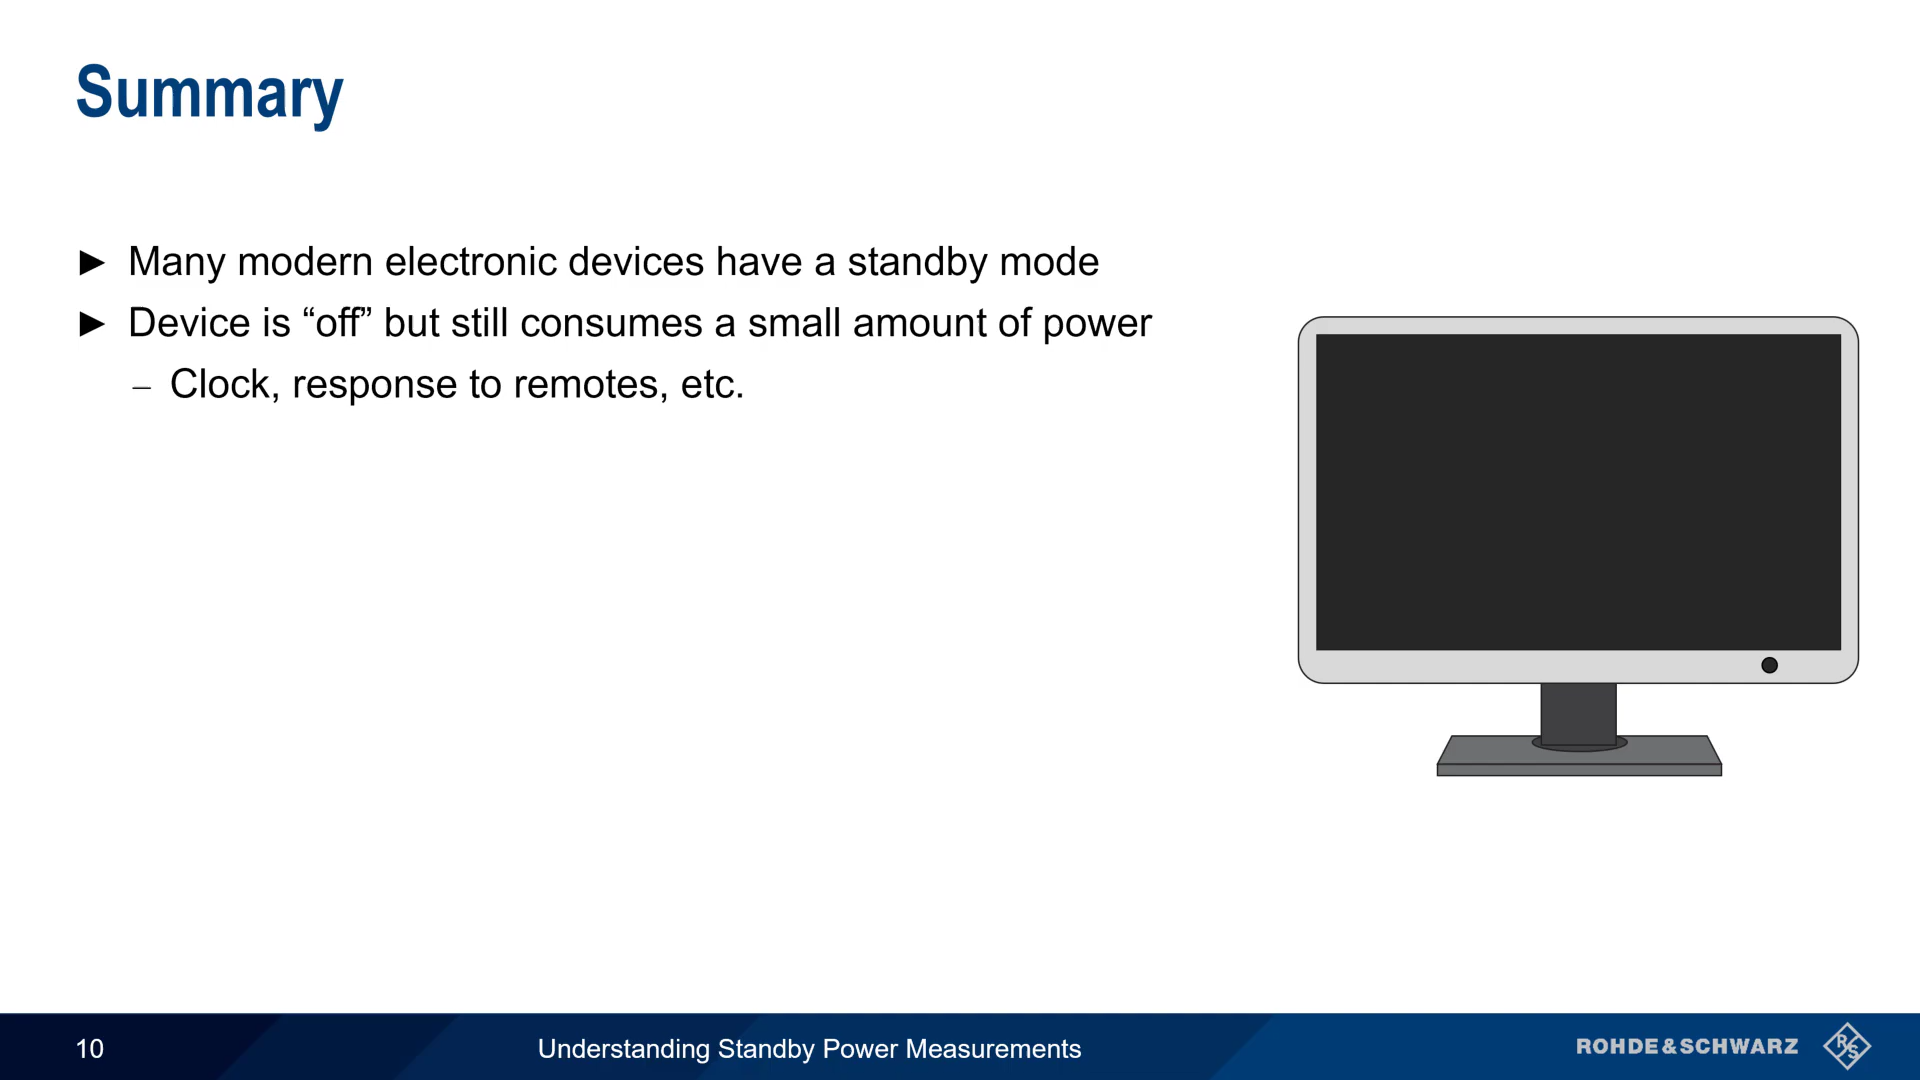 Summary
► Many modern electronic devices have a standby mode
► Device is “off” but still consumes a small amount of power
– Clock, response to remotes, etc.
10
Understanding Standby Power Measurements
ROHDE&SCHWARZ
R&S